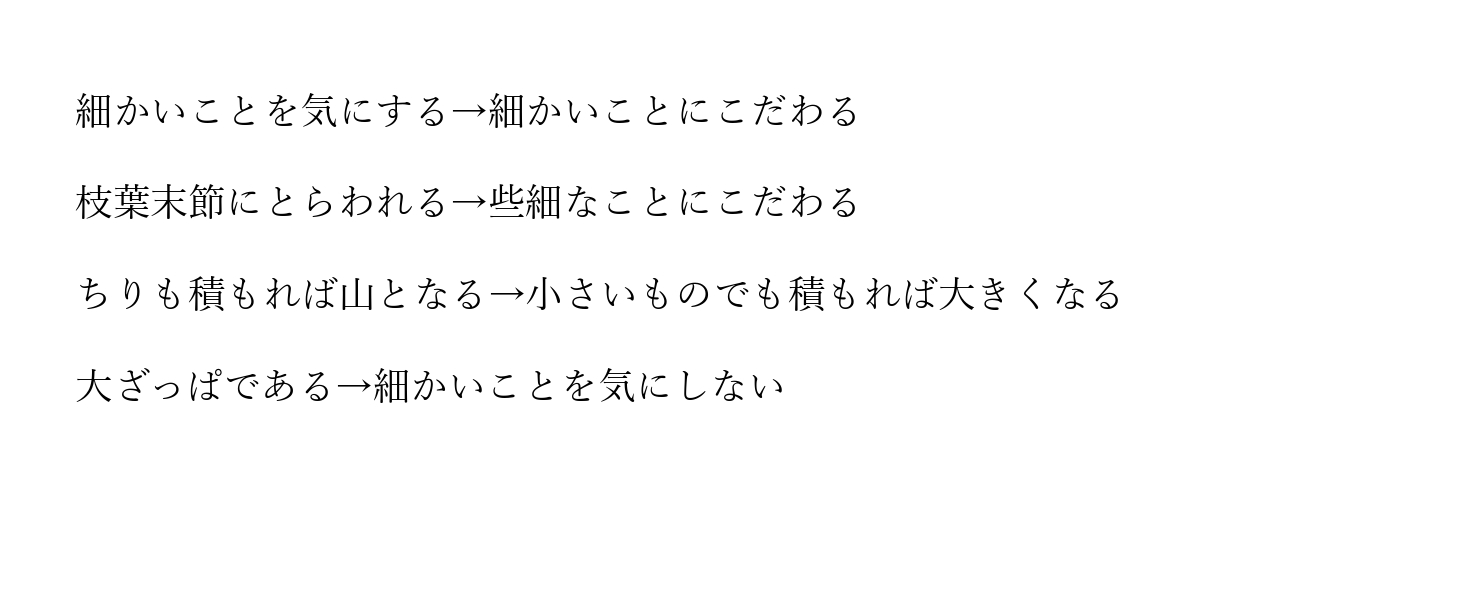 細かいことを気にする→細かいことにこだわる
枝葉末節にとらわれる→些細なことにこだわる
ちりも積もれば山となる→小さいものでも積もれば大きくなる
大ざっぱである→細かいことを気にしない